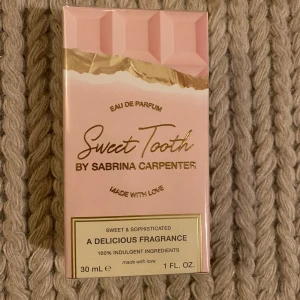 EAU DE PARFUM
Sweet Tooth
BY SABRINA CARPENTER
MADE WITH LOVE
SWEET & SOPHISTICATED
A DELICIOUS FRAGRANCE
100% INDULGENT INGREDIENTS
made with love
30 mL ℮ 1 FL. OZ.